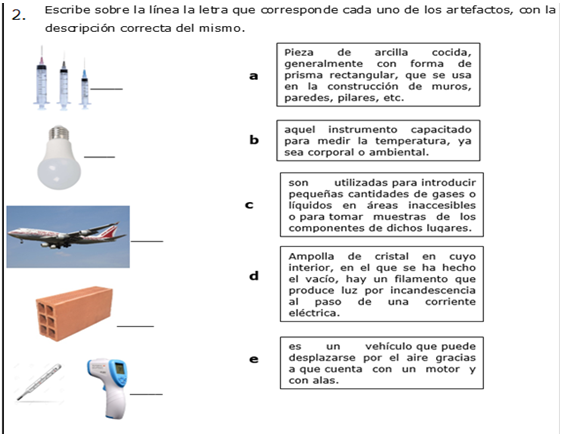 2. Escribe sobre la línea la letra que corresponde cada uno de los artefactos, con la
descripción correcta del mismo.
a
Pieza de arcilla cocida,
generalmente con forma de
prisma rectangular, que se usa
en la construcción de muros,
paredes, pilares, etc.
b
aquel instrumento capacitado
para medir la temperatura, ya
sea corporal o ambiental.
c
son utilizadas para introducir
pequeñas cantidades de gases o
líquidos en áreas inaccesibles
o para tomar muestras de los
componentes de dichos lugares.
d
Ampolla de cristal en cuyo
interior, en el que se ha hecho
el vacío, hay un filamento que
produce luz por incandescencia
al paso de una corriente
eléctrica.
e
es un vehículo que puede
desplazarse por el aire gracias
a que cuenta con un motor y
con alas.